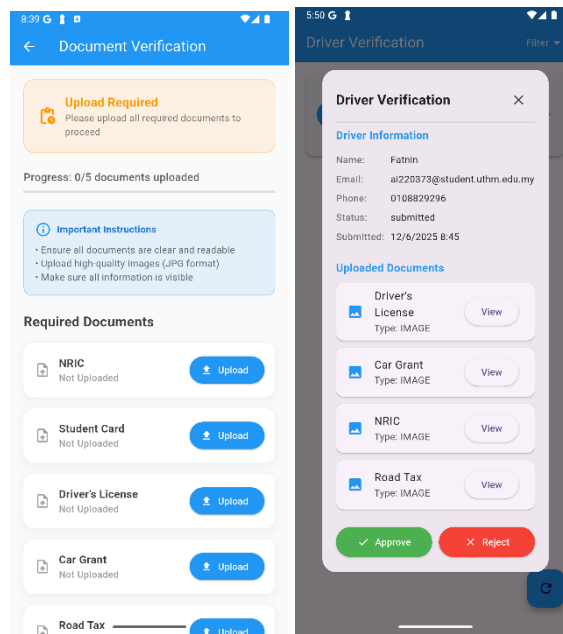 8:39 G
Document Verification
Upload Required
Please upload all required documents to
proceed
Progress: 0/5 documents uploaded
Important Instructions
• Ensure all documents are clear and readable
• Upload high-quality images (JPG format)
• Make sure all information is visible
Required Documents
NRIC
Not Uploaded
Upload
Student Card
Not Uploaded
Upload
Driver's License
Not Uploaded
Upload
Car Grant
Not Uploaded
Upload
Road Tax
Upload
5:50 G
Driver Verification
Filter
Driver Verification
Driver Information
Name: Fatnin
Email: ai220373@student.uthm.edu.my
Phone: 0108829296
Status: submitted
Submitted: 12/6/2025 8:45
Uploaded Documents
Driver's
License
Type: IMAGE
View
Car Grant
Type: IMAGE
View
NRIC
Type: IMAGE
View
Road Tax
Type: IMAGE
View
Approve
Reject